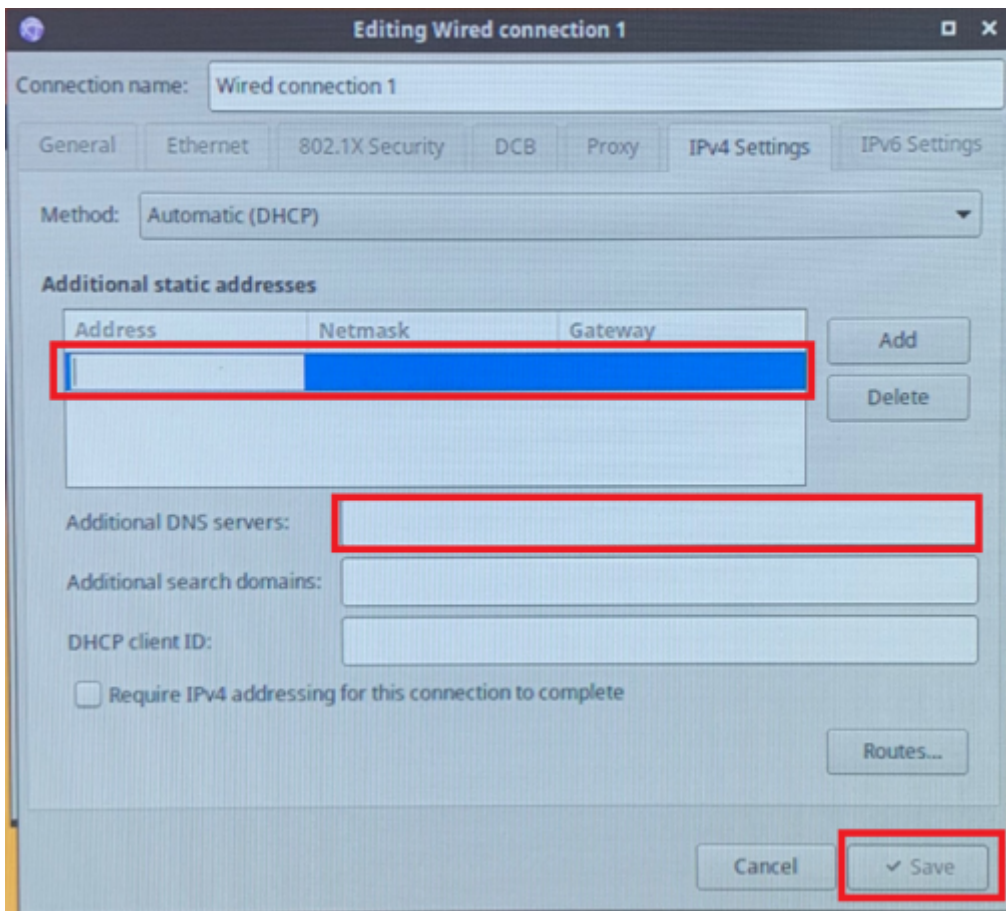 Editing Wired connection 1
Connection name: Wired connection 1
General Ethernet 802.1X Security DCB Proxy IPv4 Settings IPv6 Settings
Method: Automatic (DHCP)
Additional static addresses
Address Netmask Gateway
Add
Delete
Additional DNS servers:
Additional search domains:
DHCP client ID:
Require IPv4 addressing for this connection to complete
Routes...
Cancel Save